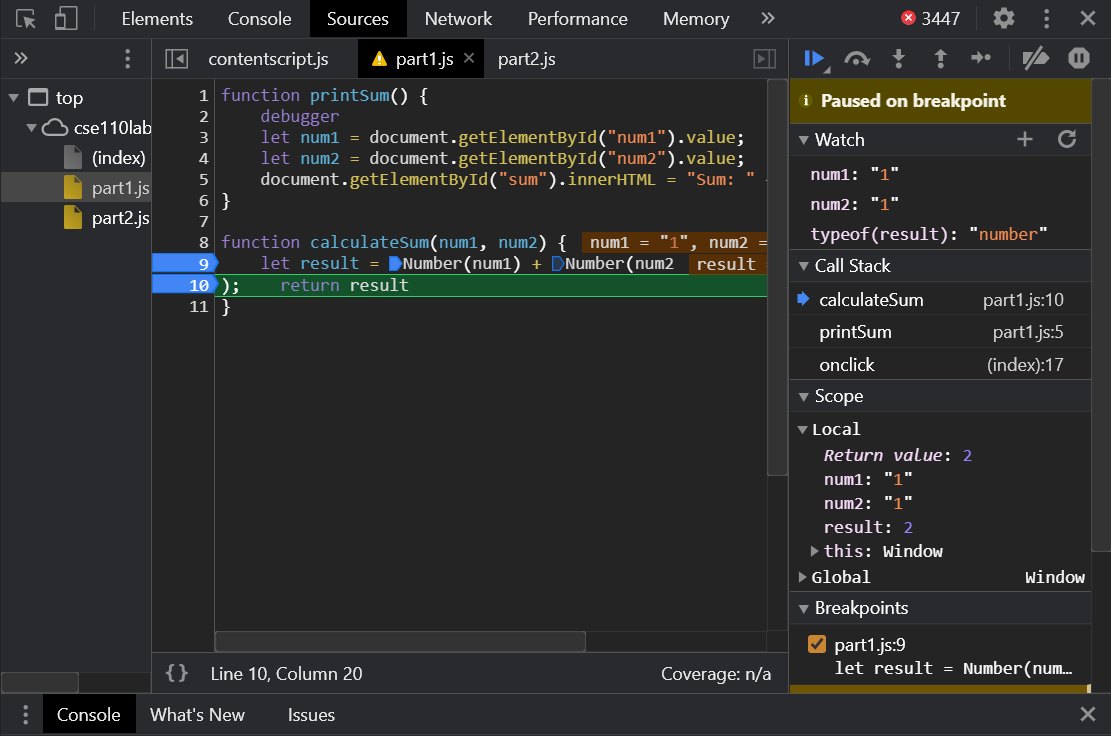 Elements Console Sources Network Performance Memory » 3447
» contentscript.js part1.js × part2.js
top
cse110lab
(index)
part1.js
part2.js
1 function printSum() {
2 debugger
3 let num1 = document.getElementById("num1").value;
4 let num2 = document.getElementById("num2").value;
5 document.getElementById("sum").innerHTML = "Sum: "
6 }
7
8 function calculateSum(num1, num2) { num1 = "1", num2 =
9 let result = Number(num1) + Number(num2 result =
10 ); return result
11 }
{} Line 10, Column 20 Coverage: n/a
Paused on breakpoint
Watch
num1: "1"
num2: "1"
typeof(result): "number"
Call Stack
calculateSum part1.js:10
printSum part1.js:5
onclick (index):17
Scope
Local
Return value: 2
num1: "1"
num2: "1"
result: 2
this: Window
Global Window
Breakpoints
part1.js:9
let result = Number(num…
Console What's New Issues